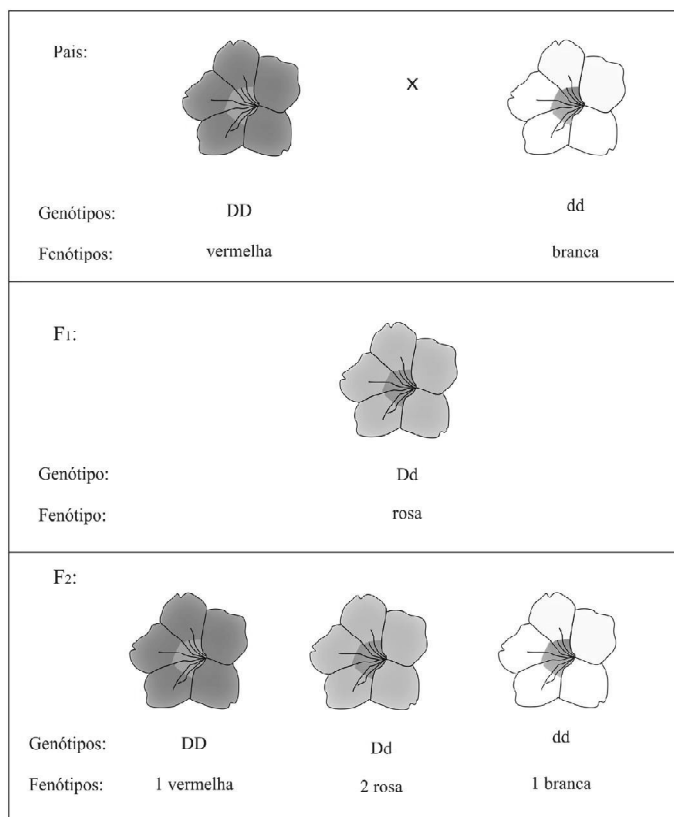 Pais:
x
Genótipos: DD dd
Fenótipos: vermelha branca
F1:
Genótipo: Dd
Fenótipo: rosa
F2:
Genótipos: DD Dd dd
Fenótipos: 1 vermelha 2 rosa 1 branca